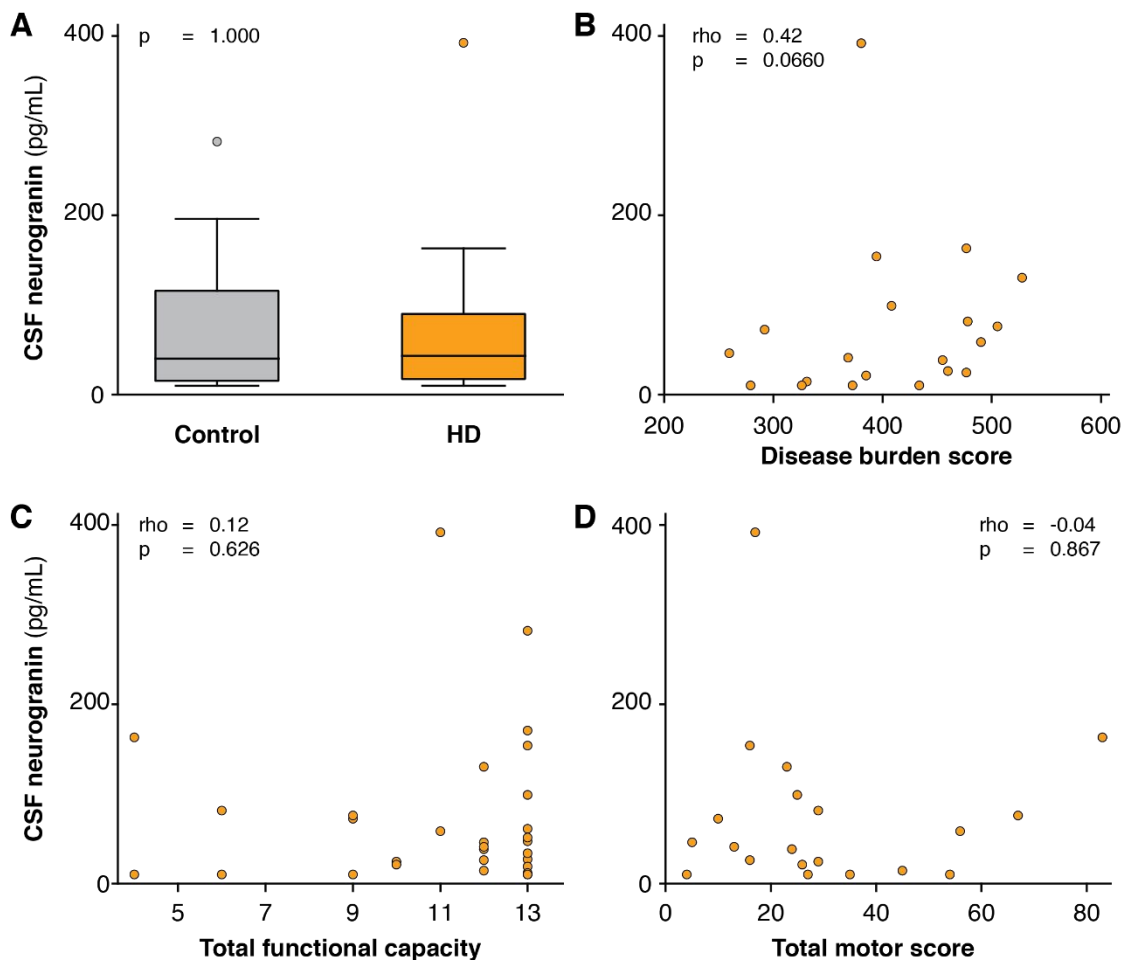 A
p = 1.000
CSF neurogranin (pg/mL)
400
200
0
Control HD
B
rho = 0.42
p = 0.0660
400
200
0
200 300 400 500 600
Disease burden score
C
rho = 0.12
p = 0.626
CSF neurogranin (pg/mL)
400
200
0
5 7 9 11 13
Total functional capacity
D
rho = -0.04
p = 0.867
400
200
0
0 20 40 60 80
Total motor score